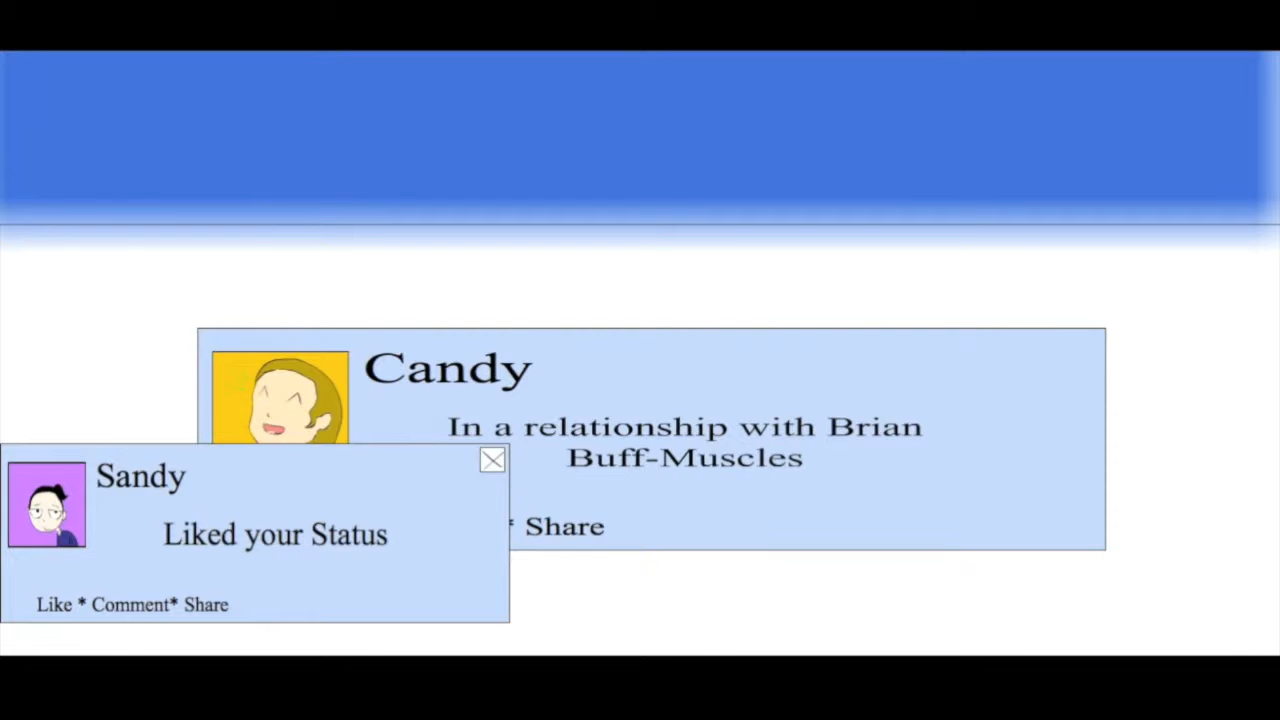 Candy
In a relationship with Brian
Buff-Muscles
* Share
Sandy
Liked your Status
Like * Comment* Share